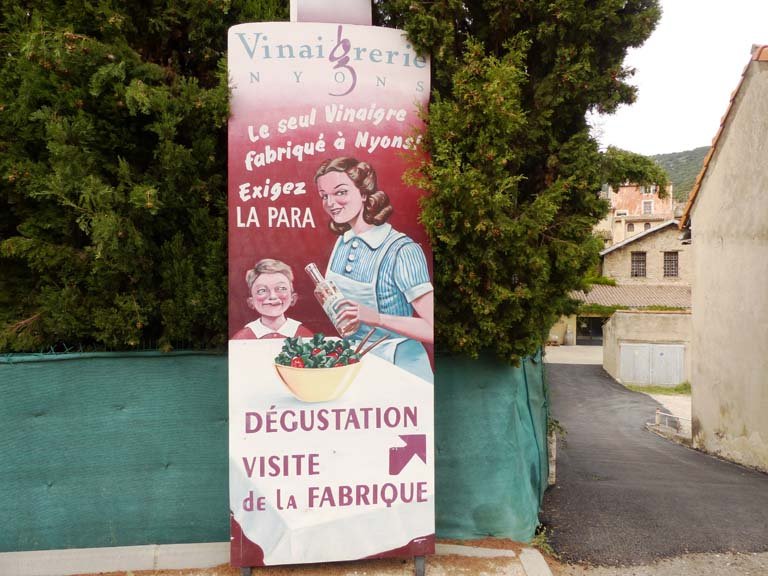 Vinaigrerie
NYONS
Le seul Vinaigre
fabriqué à Nyons!
Exigez
LA PARA
DÉGUSTATION
VISITE
de la FABRIQUE